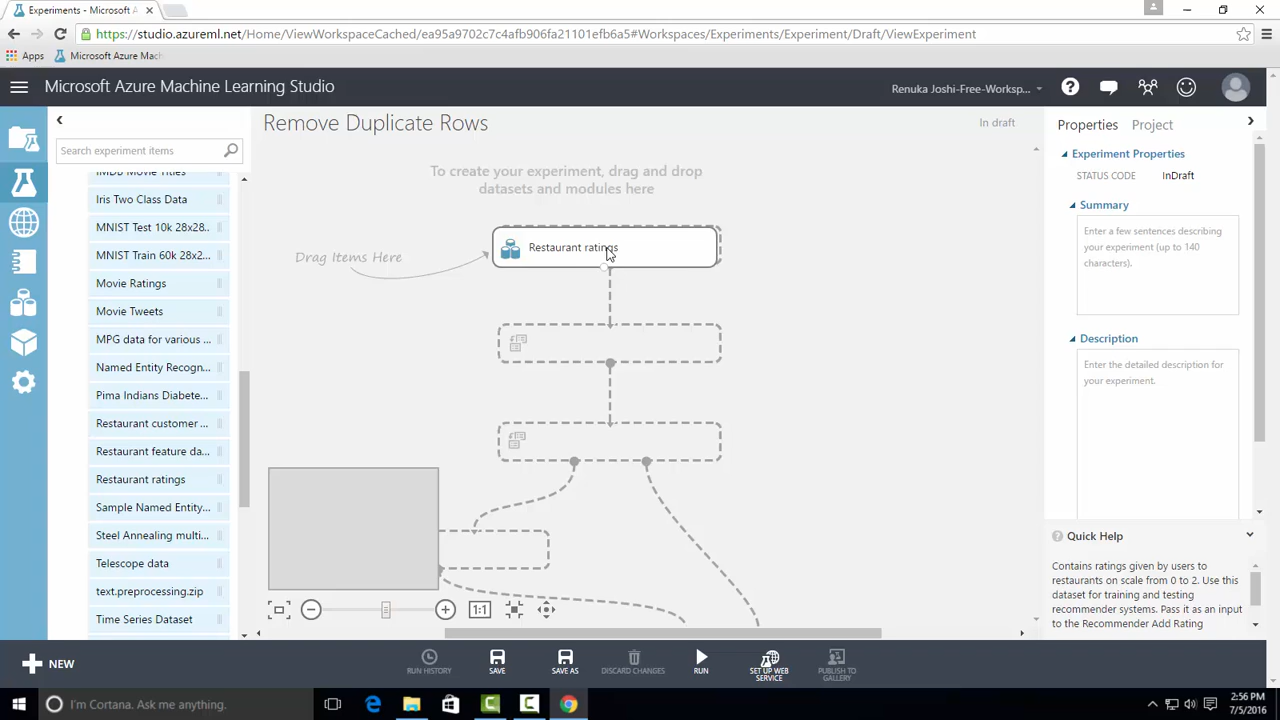 Experiments - Microsoft A
https://studio.azureml.net/Home/ViewWorkspaceCached/ea95a9702c7c4afb906fa21101efb6a5#Workspaces/Experiments/Experiment/Draft/ViewExperiment
Apps
Microsoft Azure Mach
Microsoft Azure Machine Learning Studio
Renuka Joshi-Free-Worksp...
Search experiment items
IMDB Movie Titles
Iris Two Class Data
MNIST Test 10k 28x28..
MNIST Train 60k 28x2...
Movie Ratings
Movie Tweets
MPG data for various ...
Named Entity Recogn...
Pima Indians Diabete...
Restaurant customer ...
Restaurant feature da...
Restaurant ratings
Sample Named Entity...
Steel Annealing multi...
Telescope data
text.preprocessing.zip
Time Series Dataset
Remove Duplicate Rows
In draft
To create your experiment, drag and drop
datasets and modules here
Drag Items Here
Restaurant ratings
1:1
Properties
Project
Experiment Properties
STATUS CODE
InDraft
Summary
Enter a few sentences describing
your experiment (up to 140
characters).
Description
Enter the detailed description for
your experiment.
Quick Help
Contains ratings given by users to
restaurants on scale from 0 to 2. Use this
dataset for training and testing
recommender systems. Pass it as an input
to the Recommender Add Rating
NEW
RUN HISTORY
SAVE
SAVE AS
DISCARD CHANGES
RUN
SET UP WEB
SERVICE
PUBLISH TO
GALLERY
I'm Cortana. Ask me anything.
2:56 PM
7/5/2016